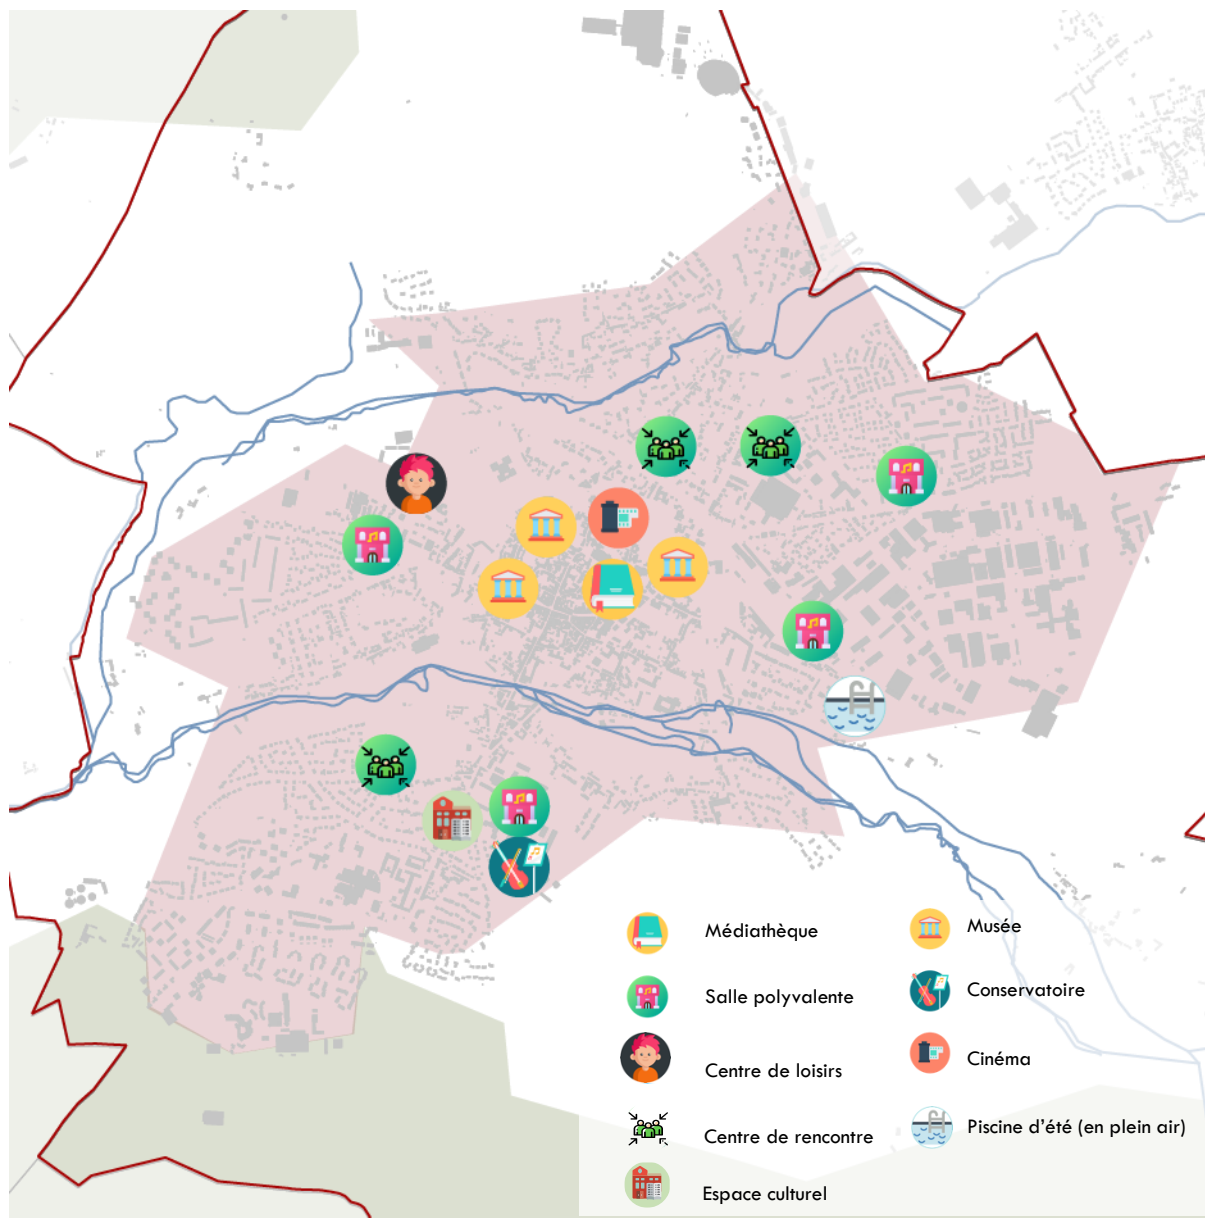 Médiathèque
Salle polyvalente
Centre de loisirs
Centre de rencontre
Espace culturel
Musée
Conservatoire
Cinéma
Piscine d'été (en plein air)